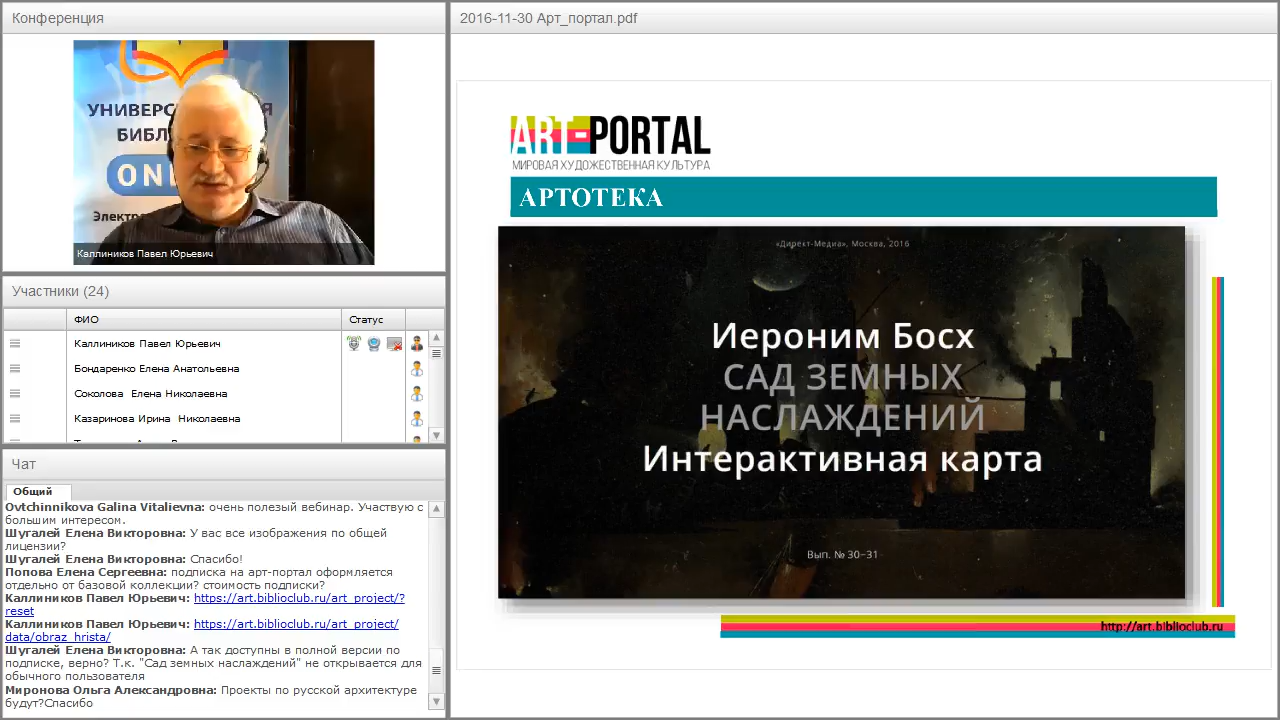 Конференция
УНИВЕРС
Я
БИБЛ
ONL
Электро
Каллиников Павел Юрьевич
Участники (24)
ФИО
Статус
Каллиников Павел Юрьевич
Бондаренко Елена Анатольевна
Соколова Елена Николаевна
Казаринова Ирина Николаевна
Чат
Общий
Ovtchinnikova Galina Vitalievna: очень полезый вебинар. Участвую с
большим интересом.
Шугалей Елена Викторовна: У вас все изображения по общей
лицензии?
Шугалей Елена Викторовна: Спасибо!
Попова Елена Сергеевна: подписка на арт-портал оформляется
отдельно от базовой коллекции? стоимость подписки?
Каллиников Павел Юрьевич: https://art.biblioclub.ru/art_project/?
reset
Каллиников Павел Юрьевич: https://art.biblioclub.ru/art_project/
data/obraz_hrista/
Шугалей Елена Викторовна: А так доступны в полной версии по
подписке, верно? Т.к. "Сад земных наслаждений" не открывается для
обычного пользователя
Миронова Ольга Александровна: Проекты по русской архитектуре
будут?Спасибо
2016-11-30 Арт_портал.pdf
ART-PORTAL
МИРОВАЯ ХУДОЖЕСТВЕННАЯ КУЛЬТУРА
АРТОТЕКА
«Директ-Медиа», Москва, 2016
Иероним Босх
САД ЗЕМНЫХ
НАСЛАЖДЕНИЙ
Интерактивная карта
Вып. № 30–31
http://art.biblioclub.ru